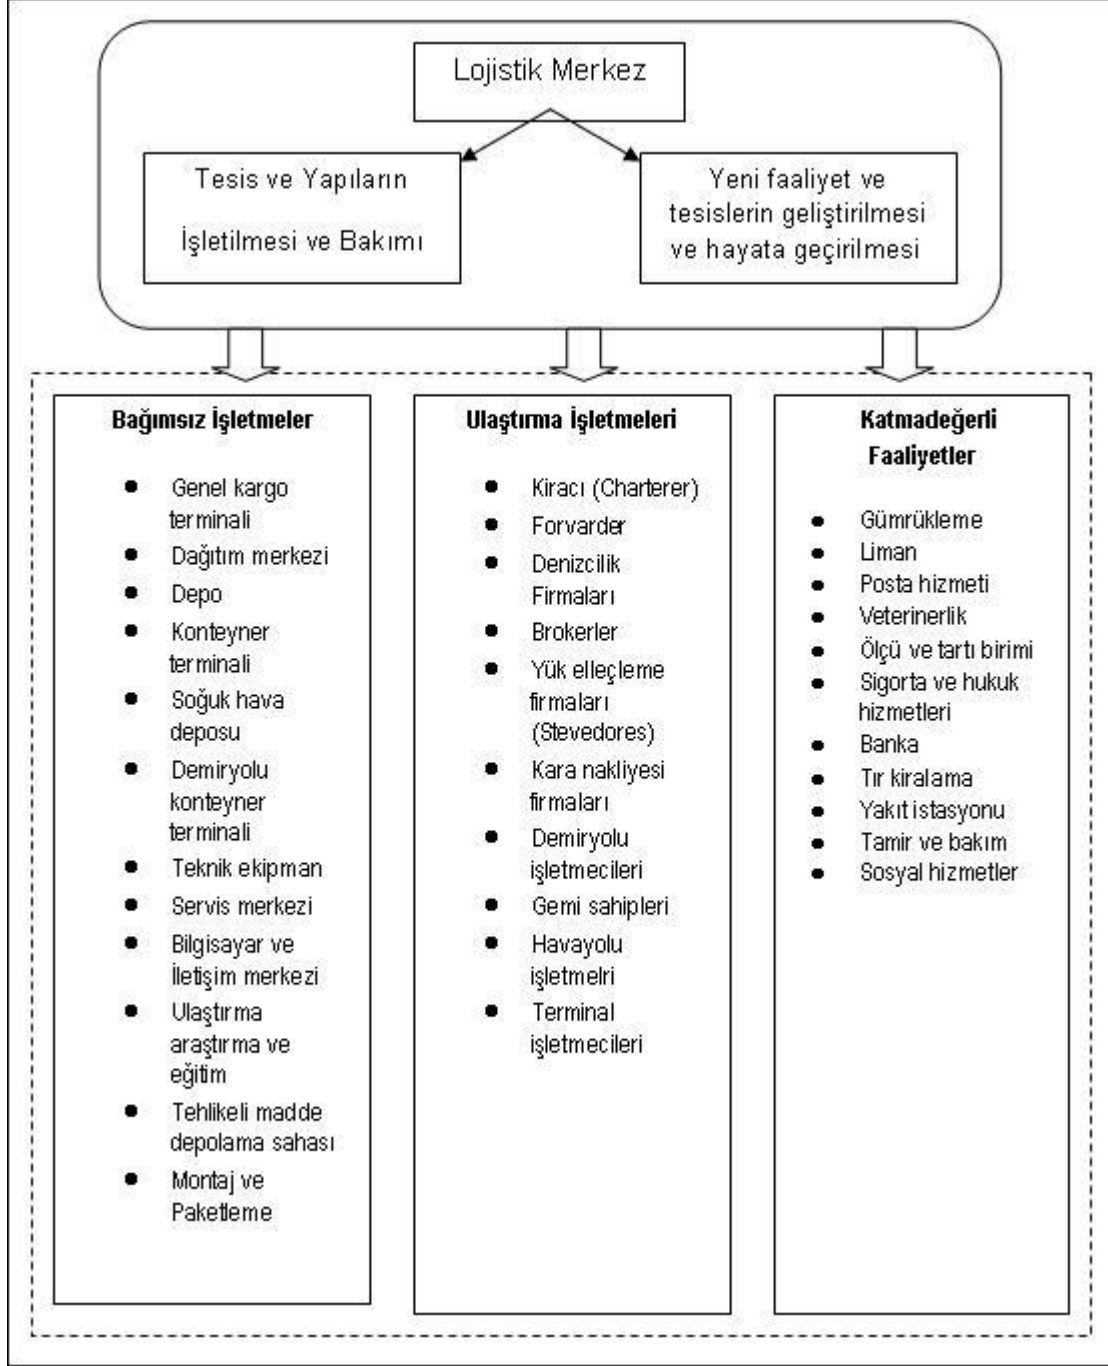 Lojistik Merkez
Tesis ve Yapıların
İşletilmesi ve Bakımı
Yeni faaliyet ve
tesislerin geliştirilmesi
ve hayata geçirilmesi
Bağımsız İşletmeler
Genel kargo
terminali
Dağıtım merkezi
Depo
Konteyner
terminali
Soğuk hava
deposu
Demiryolu
konteyner
terminali
Teknik ekipman
Servis merkezi
Bilgisayar ve
İletişim merkezi
Ulaştırma
araştırma ve
eğitim
Tehlikeli madde
depolama sahası
Montaj ve
Paketleme
Ulaştırma İşletmeleri
Kiracı (Charterer)
Forvarder
Denizcilik
Firmaları
Brokerler
Yük elleçleme
firmaları
(Stevedores)
Kara nakliyesi
firmaları
Demiryolu
işletmecileri
Gemi sahipleri
Havayolu
işletmelri
Terminal
işletmecileri
Katmadeğerli
Faaliyetler
Gümrükleme
Liman
Posta hizmeti
Veterinerlik
Ölçü ve tartı birimi
Sigorta ve hukuk
hizmetleri
Banka
Tır kiralama
Yakıt istasyonu
Tamir ve bakım
Sosyal hizmetler